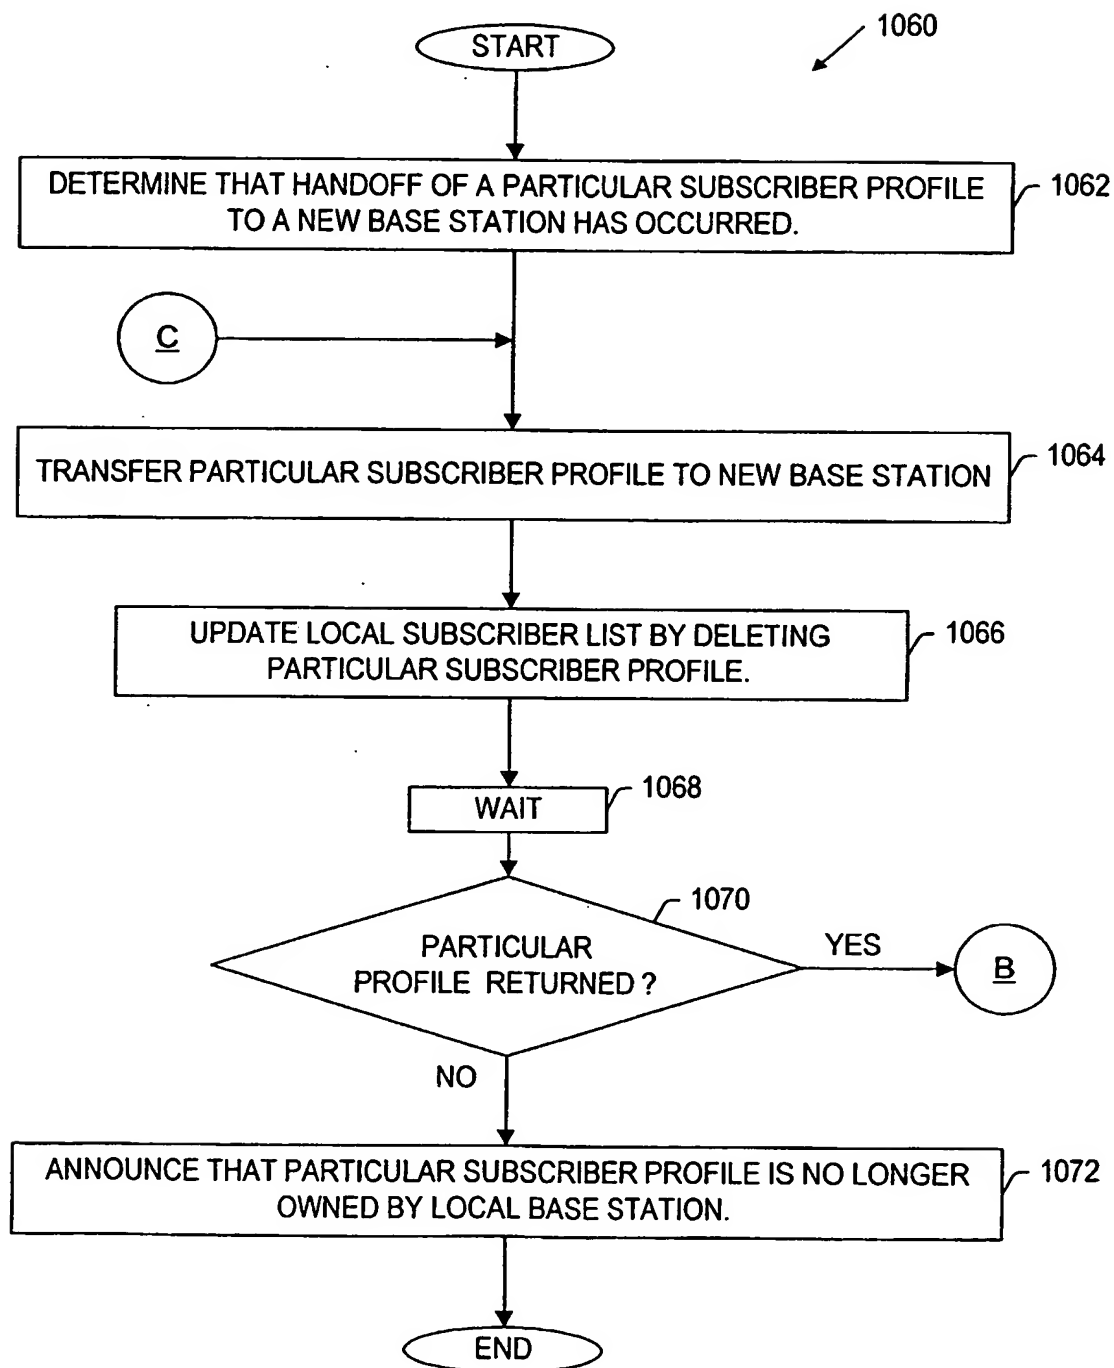 START
1060
DETERMINE THAT HANDOFF OF A PARTICULAR SUBSCRIBER PROFILE
TO A NEW BASE STATION HAS OCCURRED.
1062
C
TRANSFER PARTICULAR SUBSCRIBER PROFILE TO NEW BASE STATION
1064
UPDATE LOCAL SUBSCRIBER LIST BY DELETING
PARTICULAR SUBSCRIBER PROFILE.
1066
WAIT
1068
1070
PARTICULAR
PROFILE RETURNED ?
YES
B
NO
ANNOUNCE THAT PARTICULAR SUBSCRIBER PROFILE IS NO LONGER
OWNED BY LOCAL BASE STATION.
1072
END